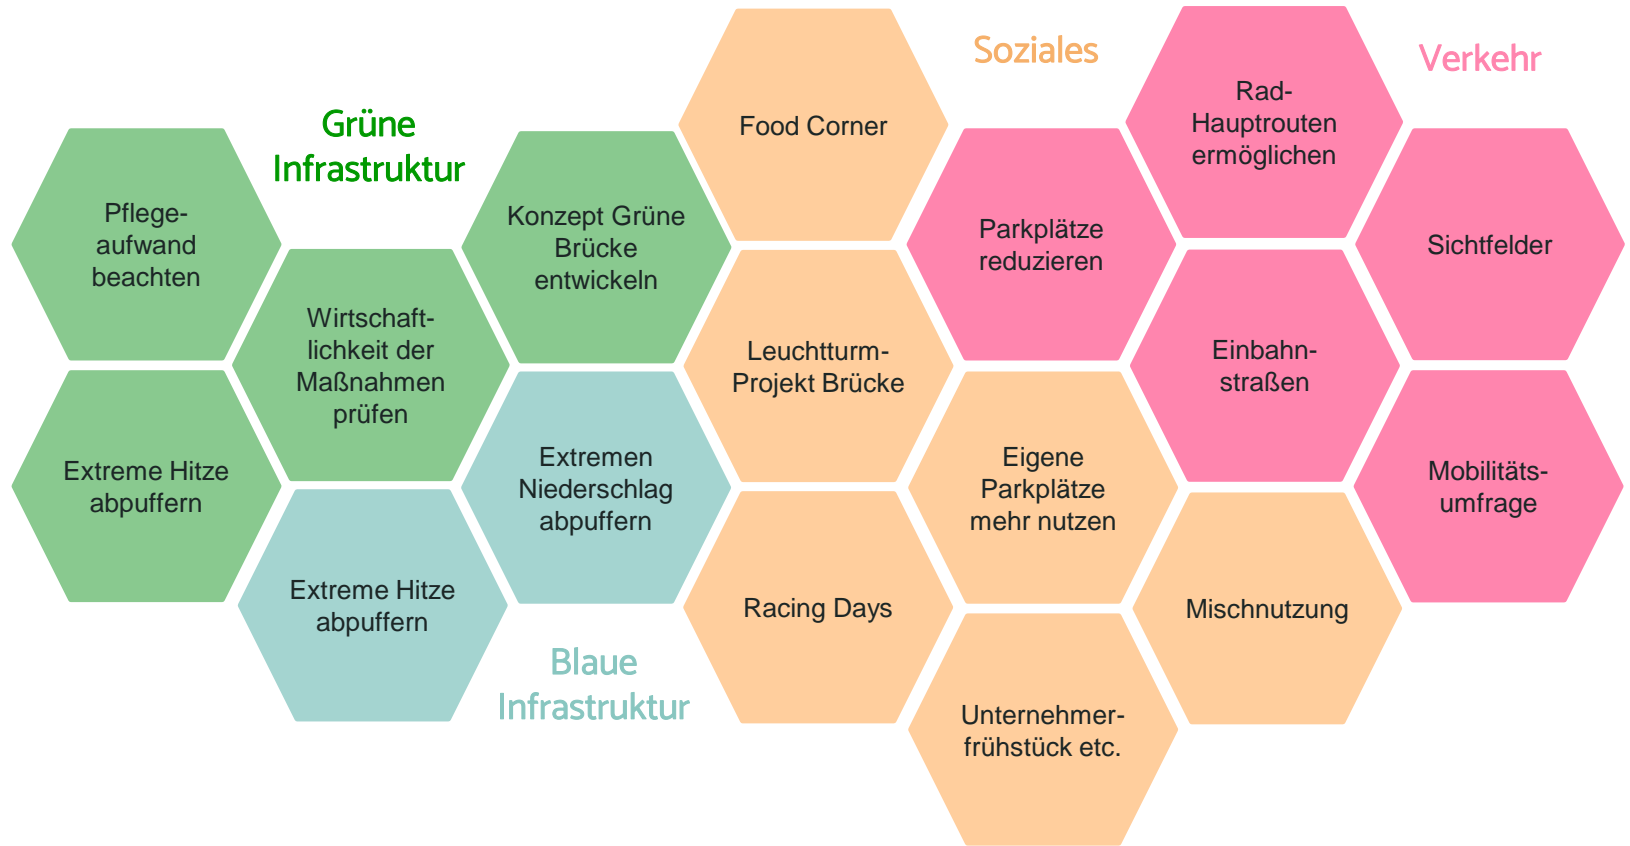 Grüne
Infrastruktur
Pflege-
aufwand
beachten
Wirtschaft-
lichkeit der
Maßnahmen
prüfen
Konzept Grüne
Brücke
entwickeln
Extreme Hitze
abpuffern
Extreme Hitze
abpuffern
Extremen
Niederschlag
abpuffern
Blaue
Infrastruktur
Soziales
Food Corner
Leuchtturm-
Projekt Brücke
Racing Days
Eigene
Parkplätze
mehr nutzen
Unternehmer-
frühstück etc.
Mischnutzung
Verkehr
Rad-
Hauptrouten
ermöglichen
Parkplätze
reduzieren
Einbahn-
straßen
Sichtfelder
Mobilitäts-
umfrage